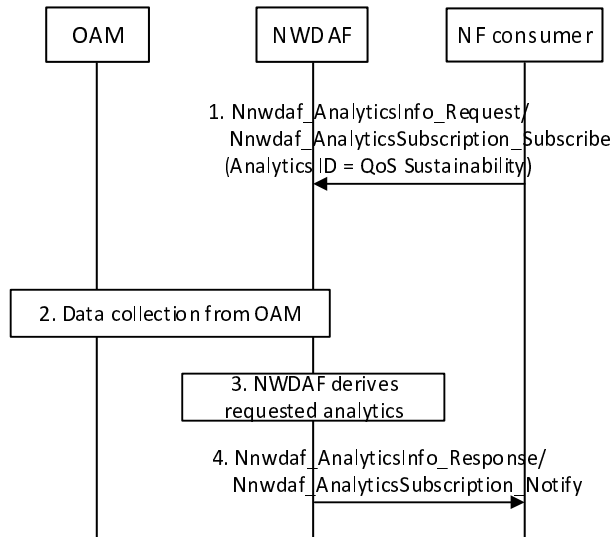 OAM
NWDAF
NF consumer
1. Nnwdaf_AnalyticsInfo_Request/
Nnwdaf_AnalyticsSubscription_Subscribe
(Analytics ID = QoS Sustainability)
2. Data collection from OAM
3. NWDAF derives
requested analytics
4. Nnwdaf_AnalyticsInfo_Response/
Nnwdaf_AnalyticsSubscription_Notify